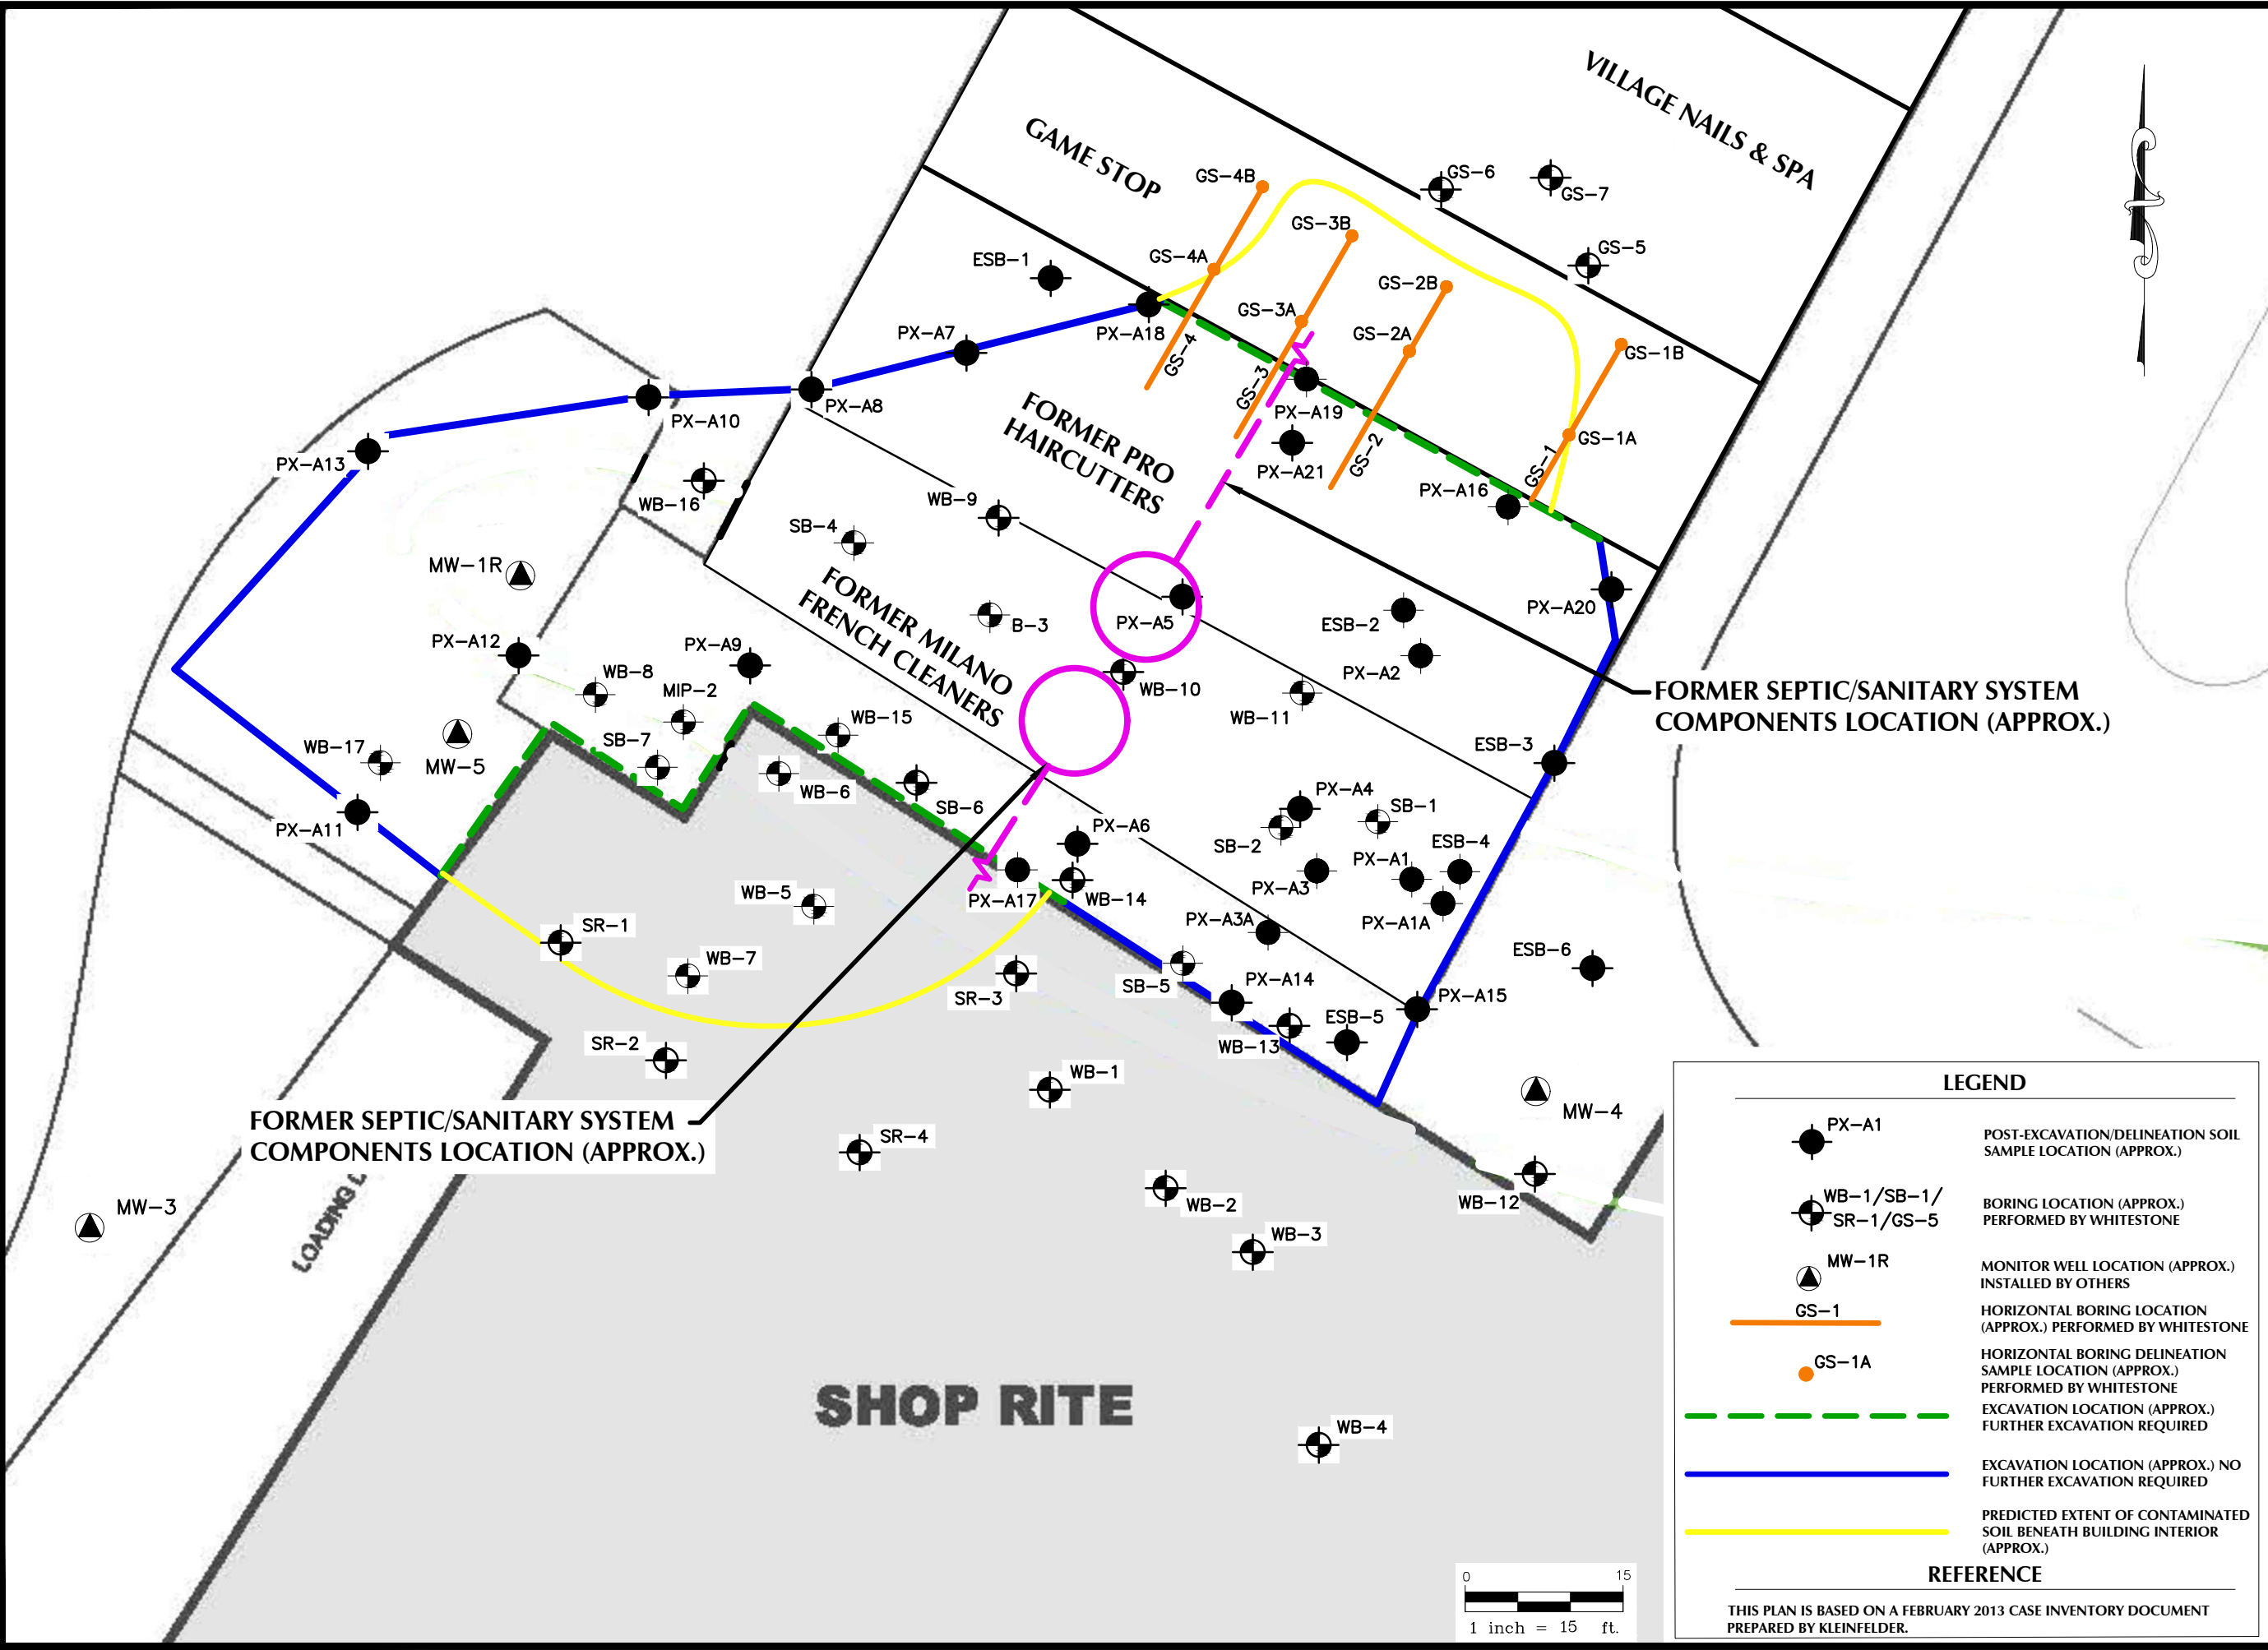 VILLAGE NAILS & SPA
GAME STOP
GS-4B
GS-6
GS-7
GS-3B
GS-5
GS-4A
ESB-1
GS-2B
GS-3A
PX-A18
PX-A7
GS-2A
GS-1B
GS-4
GS-3
PX-A8
PX-A10
PX-A19
FORMER PRO
HAIRCUTTERS
GS-1A
PX-A13
PX-A21
GS-2
GS-1
PX-A16
WB-16
WB-9
SB-4
MW-1R
FORMER MILANO
FRENCH CLEANERS
PX-A20
B-3
PX-A5
ESB-2
PX-A12
PX-A9
PX-A2
WB-8
MIP-2
WB-10
WB-11
FORMER SEPTIC/SANITARY SYSTEM
COMPONENTS LOCATION (APPROX.)
WB-15
SB-7
WB-17
MW-5
ESB-3
WB-6
SB-6
PX-A4
SB-1
PX-A11
PX-A6
SB-2
ESB-4
PX-A1
PX-A3
WB-5
PX-A17
WB-14
PX-A1A
PX-A3A
SR-1
WB-7
ESB-6
SR-3
SB-5
PX-A14
PX-A15
ESB-5
SR-2
WB-13
WB-1
MW-4
FORMER SEPTIC/SANITARY SYSTEM
COMPONENTS LOCATION (APPROX.)
SR-4
WB-2
WB-12
MW-3
LOADING
WB-3
SHOP RITE
WB-4
0 15
1 inch = 15 ft.
LEGEND
PX-A1
POST-EXCAVATION/DELINEATION SOIL
SAMPLE LOCATION (APPROX.)
WB-1/SB-1/
SR-1/GS-5
BORING LOCATION (APPROX.)
PERFORMED BY WHITESTONE
MW-1R
MONITOR WELL LOCATION (APPROX.)
INSTALLED BY OTHERS
GS-1
HORIZONTAL BORING LOCATION
(APPROX.) PERFORMED BY WHITESTONE
GS-1A
HORIZONTAL BORING DELINEATION
SAMPLE LOCATION (APPROX.)
PERFORMED BY WHITESTONE
EXCAVATION LOCATION (APPROX.)
FURTHER EXCAVATION REQUIRED
EXCAVATION LOCATION (APPROX.) NO
FURTHER EXCAVATION REQUIRED
PREDICTED EXTENT OF CONTAMINATED
SOIL BENEATH BUILDING INTERIOR
(APPROX.)
REFERENCE
THIS PLAN IS BASED ON A FEBRUARY 2013 CASE INVENTORY DOCUMENT
PREPARED BY KLEINFELDER.